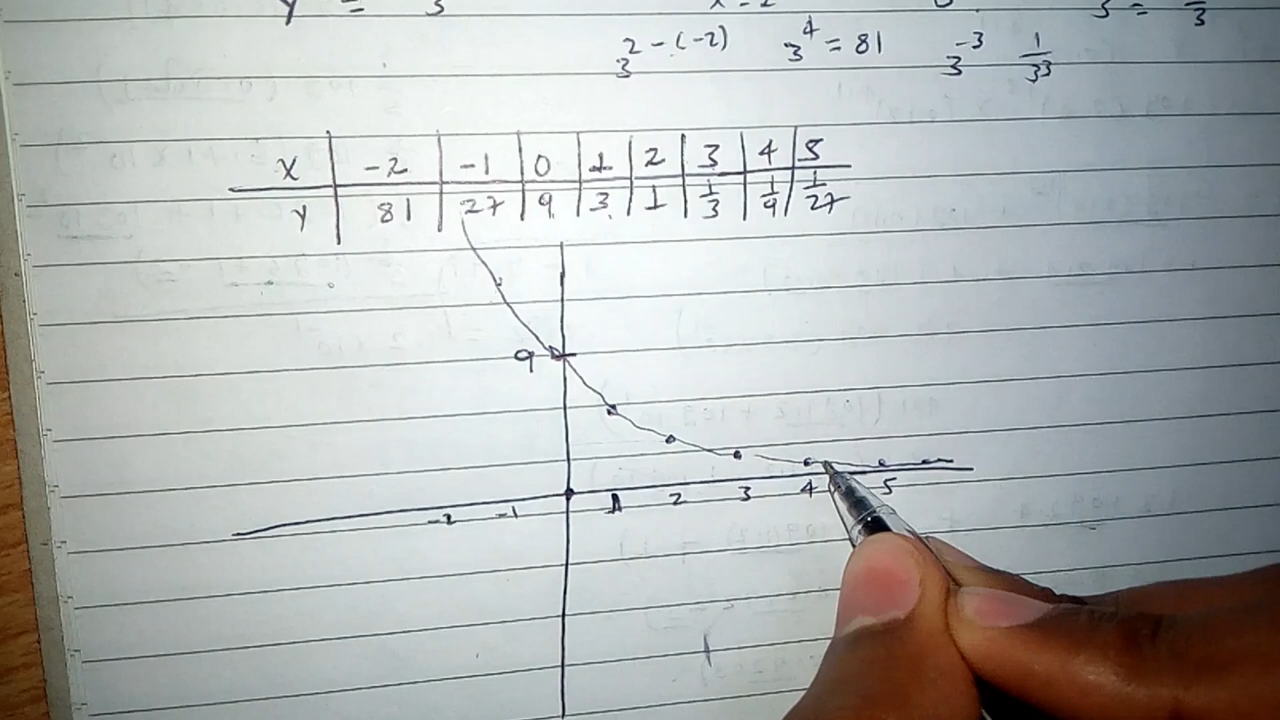 y = 3
3^2-(-2) 3^4 = 81 3^-3 1/3^3
x -2 -1 0 1 2 3 4 5
y 81 27 9 3 1 1/3 1/9 1/27
9
-2 -1 1 2 3 4 5